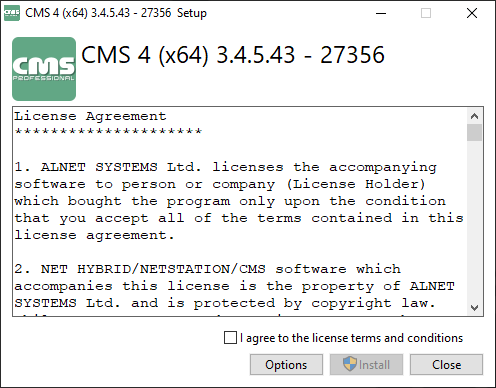 CMS 4 (x64) 3.4.5.43 - 27356 Setup
CMS
PROFESSIONAL
CMS 4 (x64) 3.4.5.43 - 27356
License Agreement
*********************
1. ALNET SYSTEMS Ltd. licenses the accompanying
software to person or company (License Holder)
which bought the program only upon the condition
that you accept all of the terms contained in this
license agreement.
2. NET HYBRID/NETSTATION/CMS software which
accompanies this license is the property of ALNET
SYSTEMS Ltd. and is protected by copyright law.
I agree to the license terms and conditions
Options
Install
Close